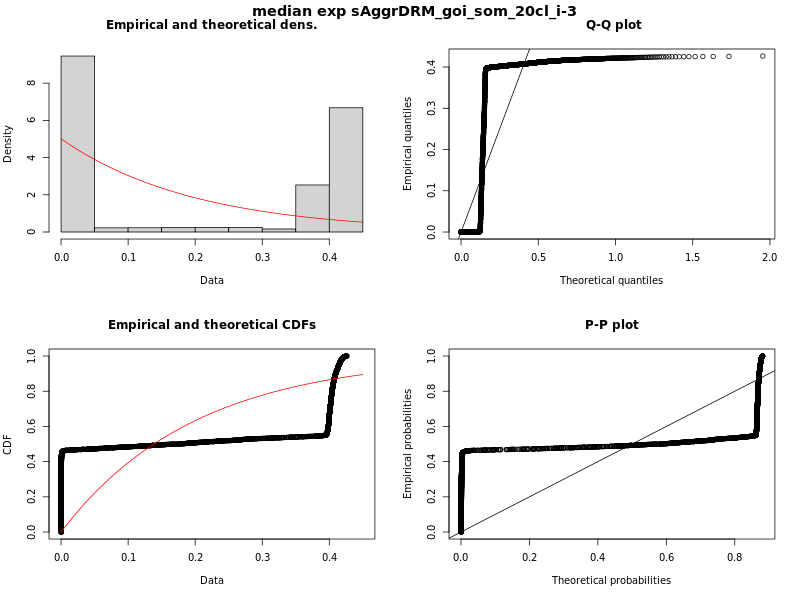 median exp sAggrDRM_goi_som_20cl_i-3
Empirical and theoretical dens.
Density
0 2 4 6 8
0.0 0.1 0.2 0.3 0.4
Data
Q-Q plot
Empirical quantiles
0.0 0.1 0.2 0.3 0.4
0.0 0.5 1.0 1.5 2.0
Theoretical quantiles
Empirical and theoretical CDFs
CDF
0.0 0.2 0.4 0.6 0.8 1.0
0.0 0.1 0.2 0.3 0.4
Data
P-P plot
Empirical probabilities
0.0 0.2 0.4 0.6 0.8 1.0
0.0 0.2 0.4 0.6 0.8
Theoretical probabilities